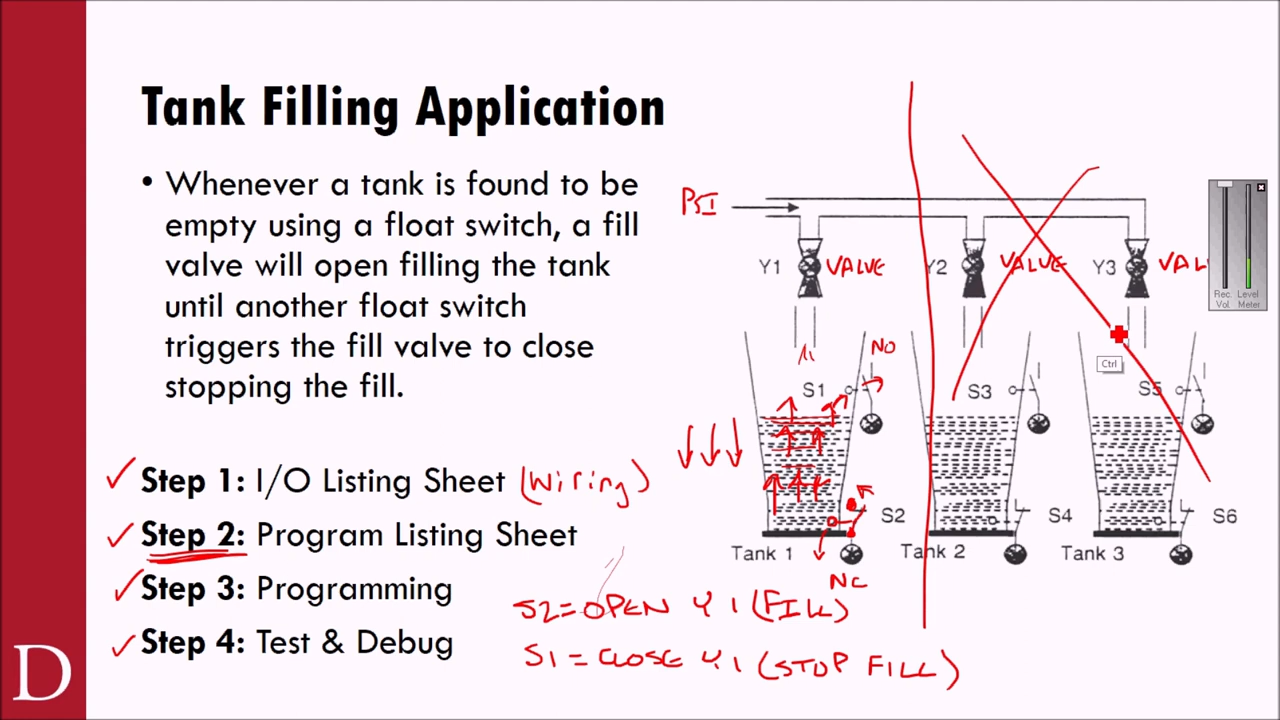 Tank Filling Application
• Whenever a tank is found to be
empty using a float switch, a fill
valve will open filling the tank
until another float switch
triggers the fill valve to close
stopping the fill.
✓ Step 1: I/O Listing Sheet (Wiring)
✓ Step 2: Program Listing Sheet
✓ Step 3: Programming
✓ Step 4: Test & Debug
D
PSI
Y1 VALVE Y2 VALVE Y3 VAL
NO
S1 S3 S5
S2 S4 S6
Tank 1 Tank 2 Tank 3
NC
S2 = OPEN Y1 (FILL)
S1 = CLOSE Y1 (STOP FILL)
Rec. Level
Vol. Meter
Ctrl